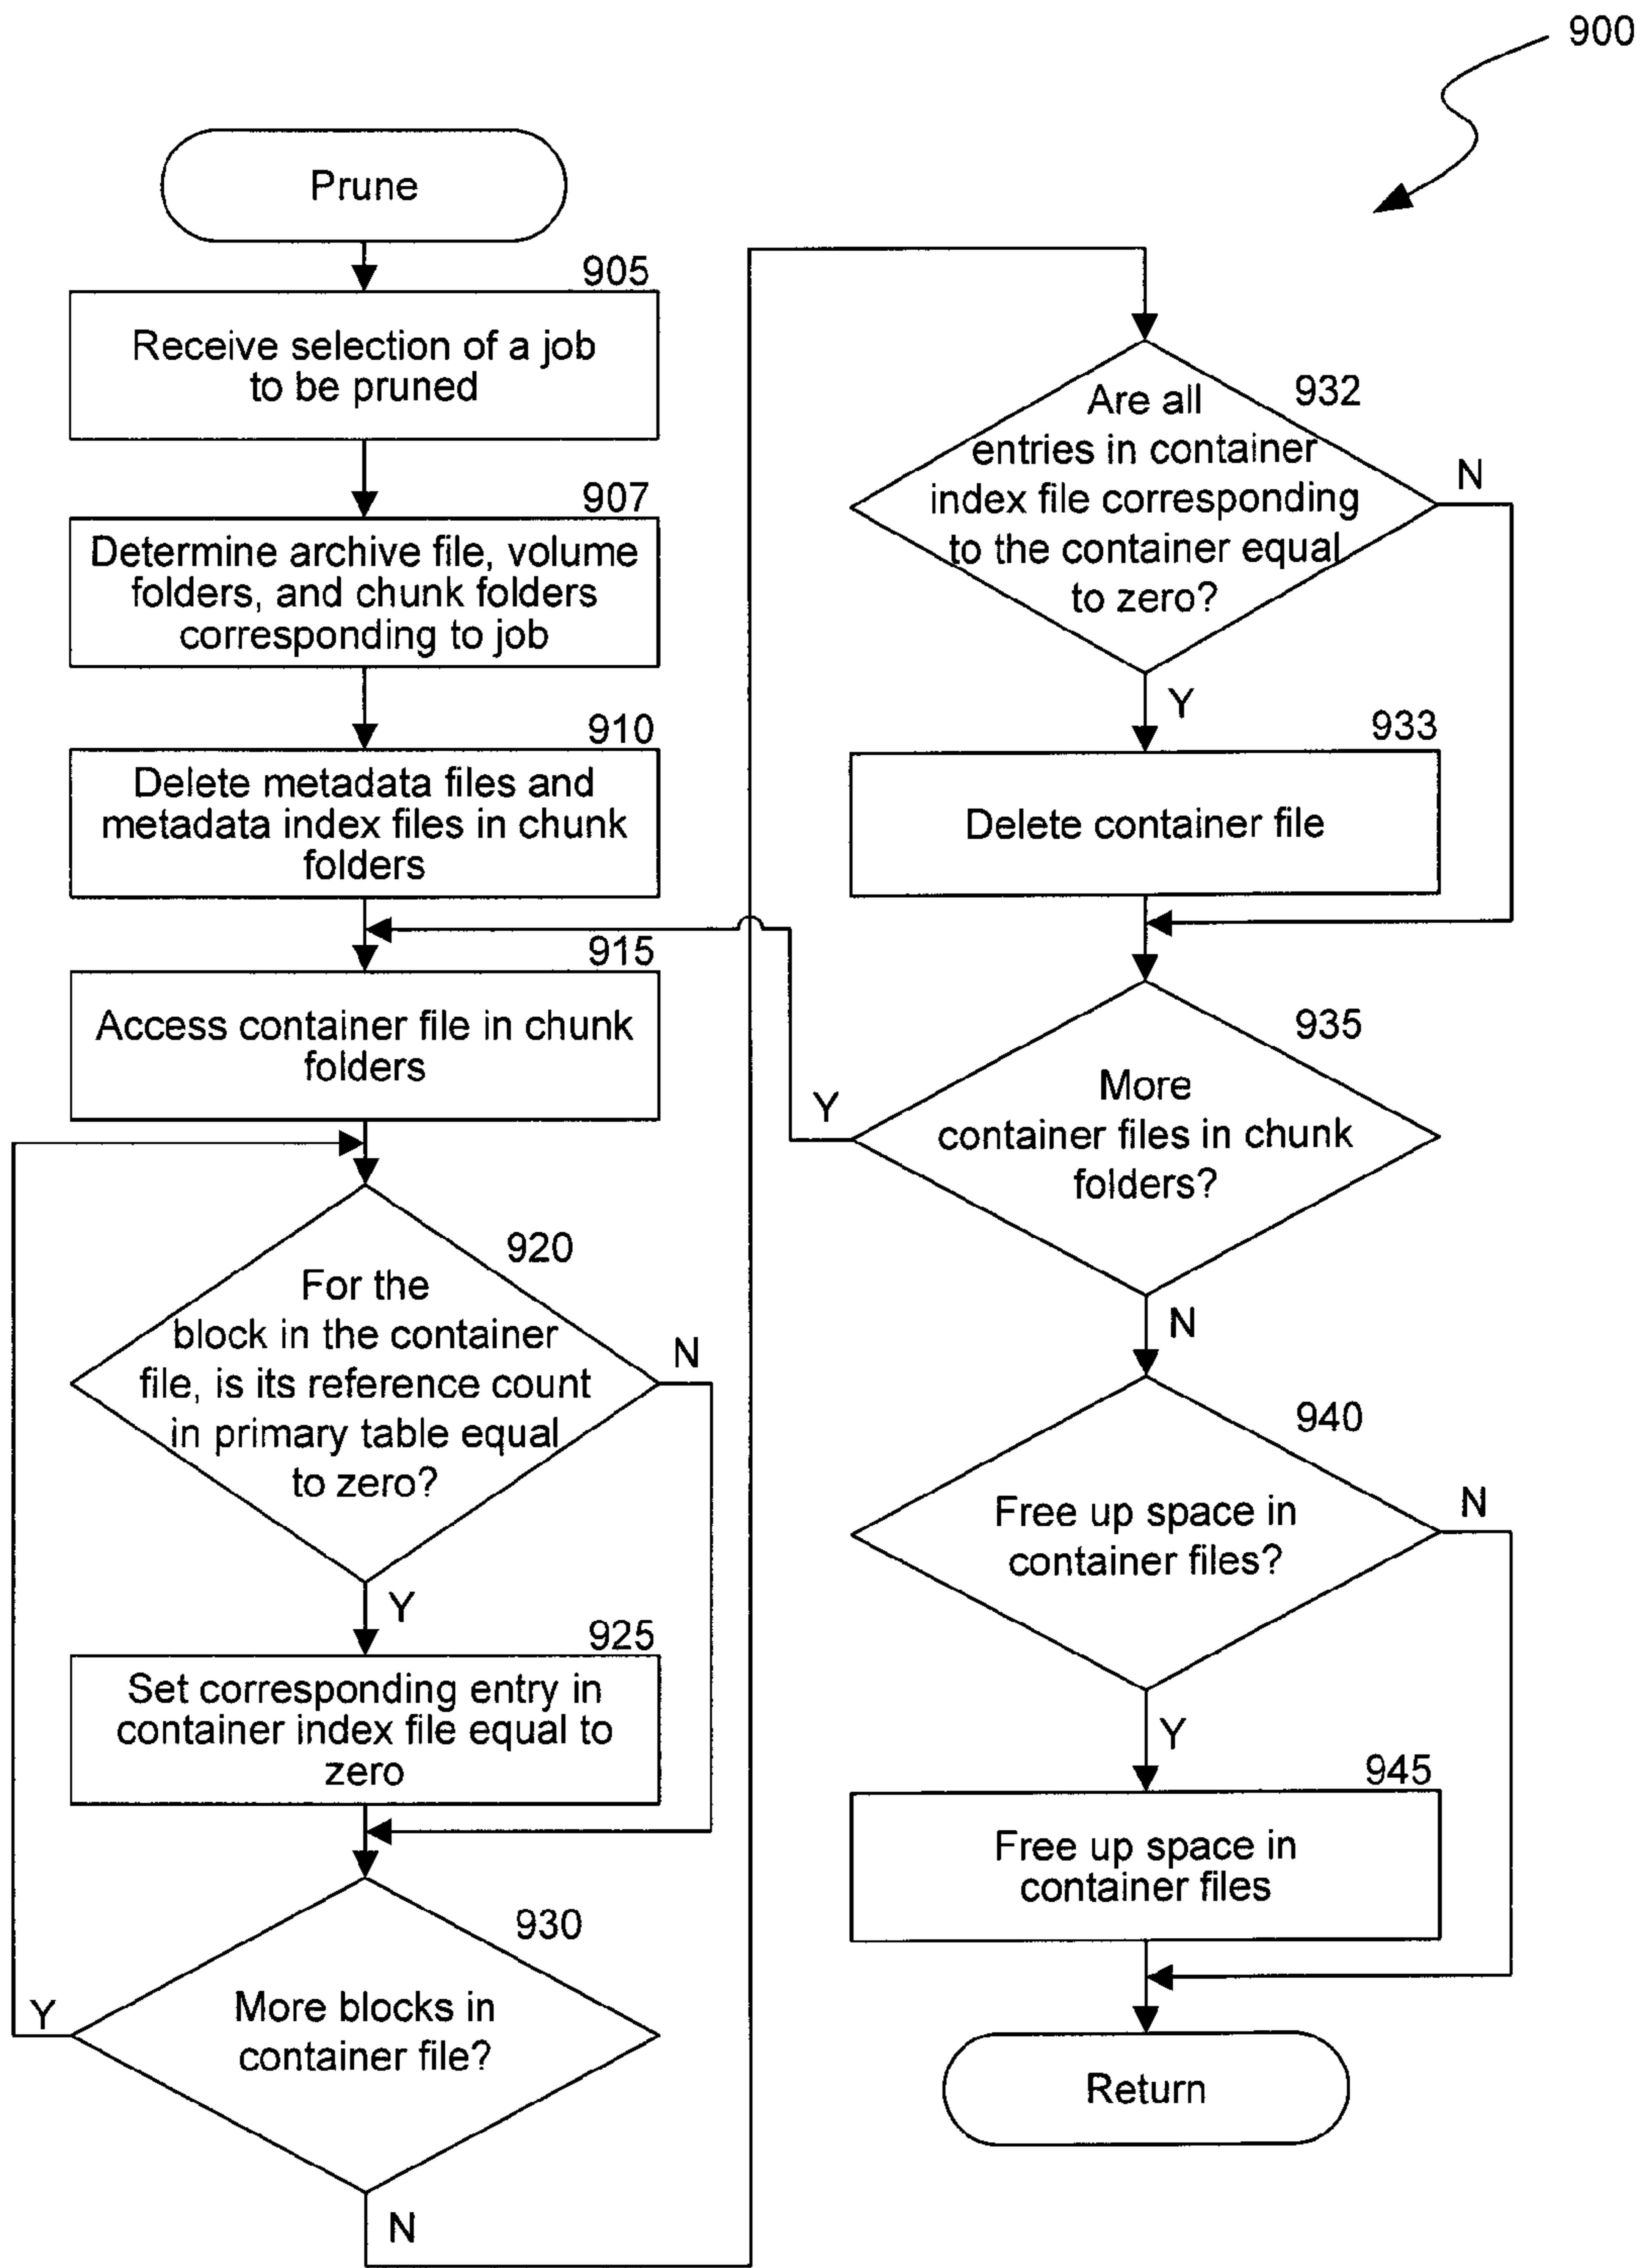 900
Prune
905
Receive selection of a job
to be pruned
907
Determine archive file, volume
folders, and chunk folders
corresponding to job
910
Delete metadata files and
metadata index files in chunk
folders
915
Access container file in chunk
folders
920
For the
block in the container
file, is its reference count
in primary table equal
to zero?
N
Y
925
Set corresponding entry in
container index file equal to
zero
930
More blocks in
container file?
Y
N
932
Are all
entries in container
index file corresponding
to the container equal
to zero?
N
Y
933
Delete container file
935
More
container files in chunk
folders?
Y
N
940
Free up space in
container files?
N
Y
945
Free up space in
container files
Return